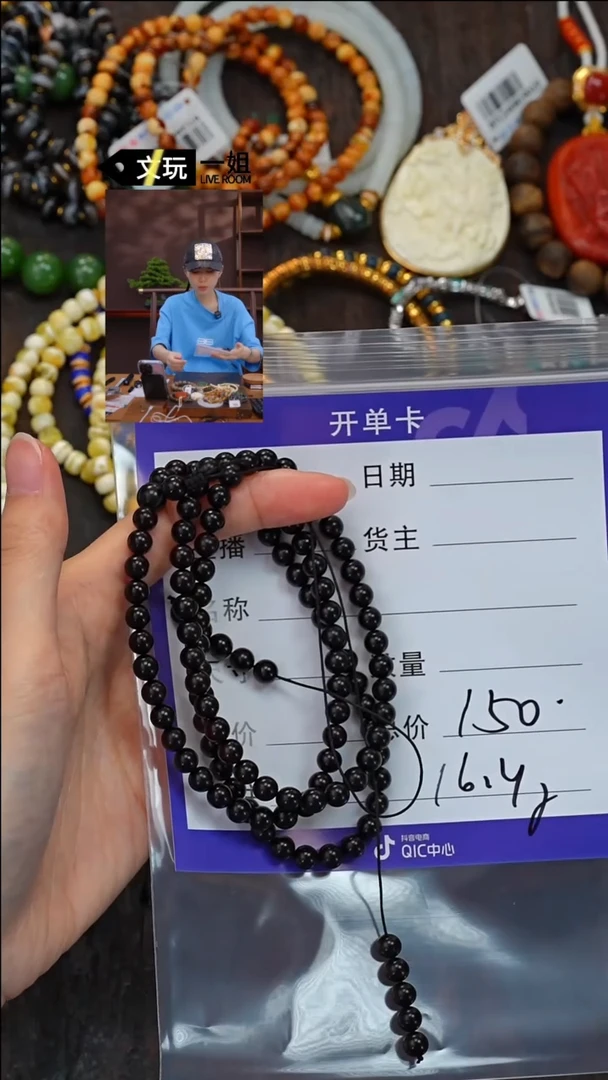 文玩 一姐
LIVE ROOM
开单卡
日期
播 货主
名称
量
价 价 150.
16.4g
抖音电商
QIC中心